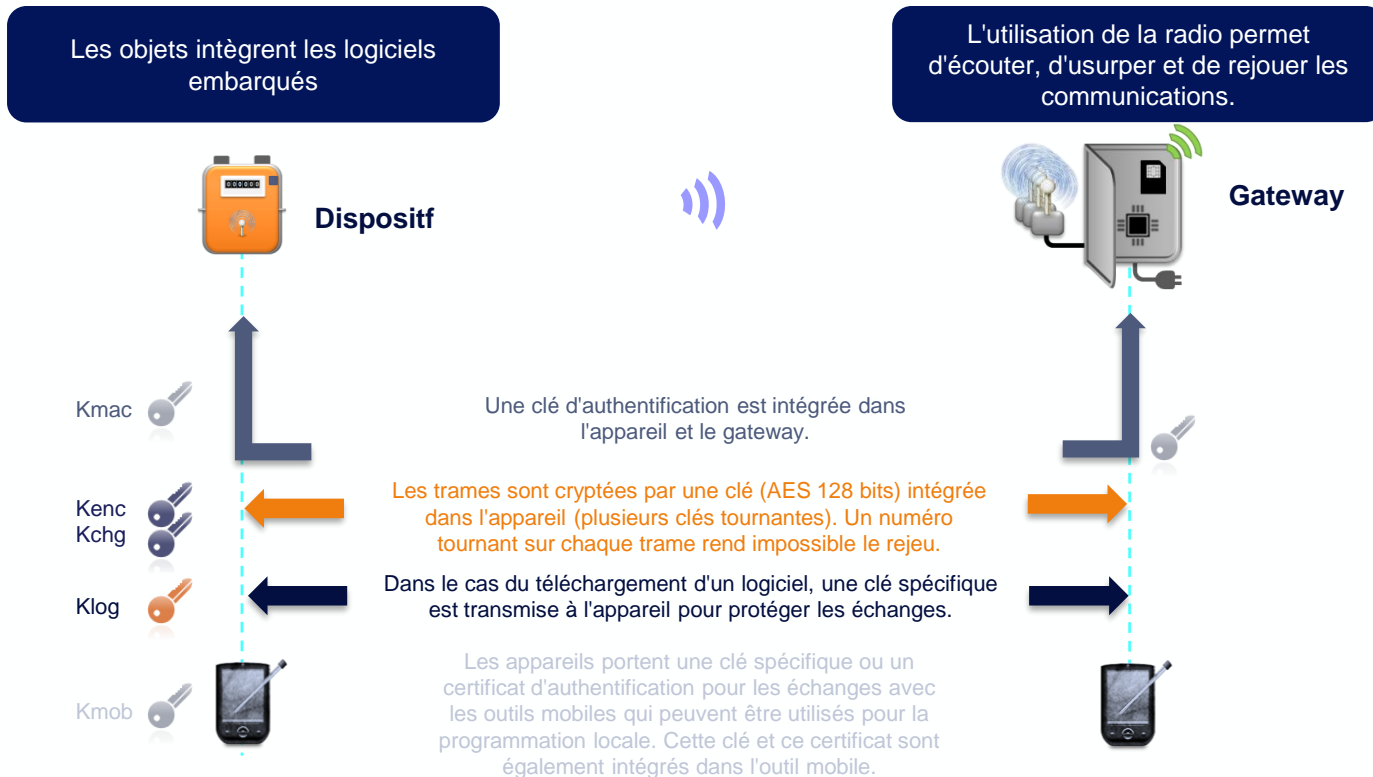 Les objets intègrent les logiciels
embarqués
L'utilisation de la radio permet
d'écouter, d'usurper et de rejouer les
communications.
Dispositf
Gateway
Kmac
Une clé d'authentification est intégrée dans
l'appareil et le gateway.
Kenc
Kchg
Les trames sont cryptées par une clé (AES 128 bits) intégrée
dans l'appareil (plusieurs clés tournantes). Un numéro
tournant sur chaque trame rend impossible le rejeu.
Klog
Dans le cas du téléchargement d'un logiciel, une clé spécifique
est transmise à l'appareil pour protéger les échanges.
Kmob
Les appareils portent une clé spécifique ou un
certificat d'authentification pour les échanges avec
les outils mobiles qui peuvent être utilisés pour la
programmation locale. Cette clé et ce certificat sont
également intégrés dans l'outil mobile.